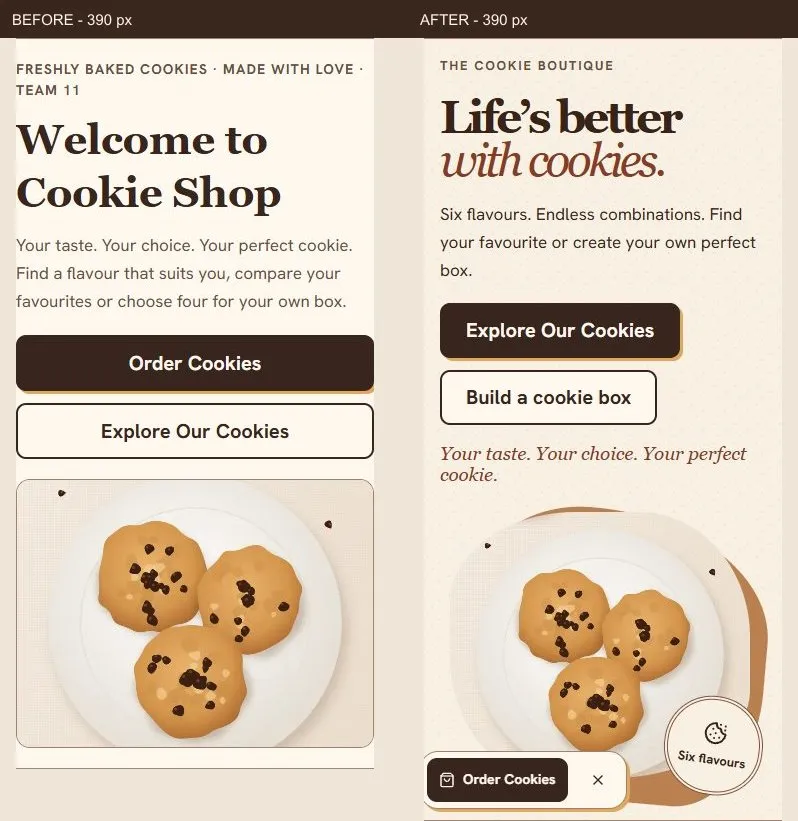 BEFORE - 390 px
FRESHLY BAKED COOKIES · MADE WITH LOVE ·
TEAM 11
Welcome to
Cookie Shop
Your taste. Your choice. Your perfect cookie.
Find a flavour that suits you, compare your
favourites or choose four for your own box.
Order Cookies
Explore Our Cookies
AFTER - 390 px
THE COOKIE BOUTIQUE
Life’s better
with cookies.
Six flavours. Endless combinations. Find
your favourite or create your own perfect
box.
Explore Our Cookies
Build a cookie box
Your taste. Your choice. Your perfect
cookie.
Six flavours
Order Cookies